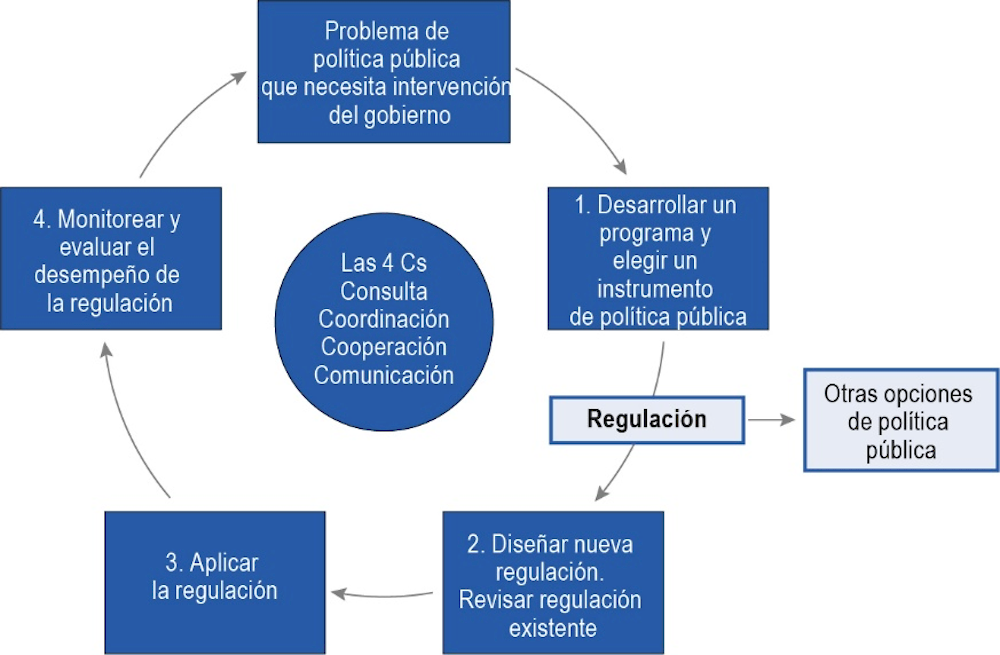 Problema de
política pública
que necesita intervención
del gobierno
1. Desarrollar un
programa y
elegir un
instrumento
de política pública
4. Monitorear y
evaluar el
desempeño de
la regulación
Las 4 Cs
Consulta
Coordinación
Cooperación
Comunicación
Regulación
Otras opciones
de política
pública
2. Diseñar nueva
regulación.
Revisar regulación
existente
3. Aplicar
la regulación